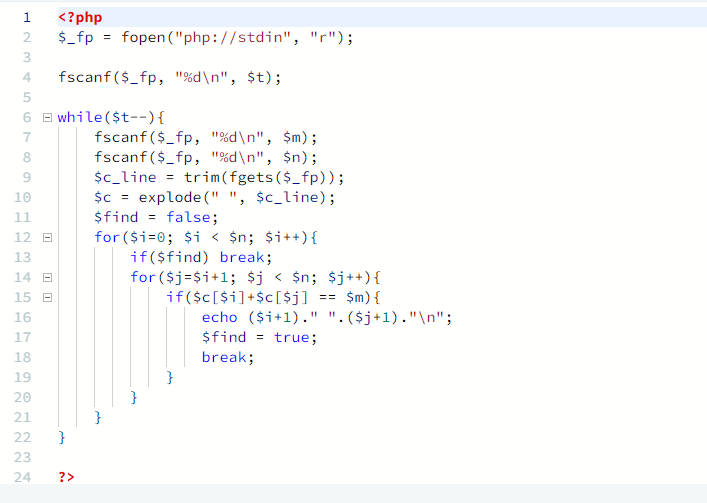 1 <?php
2 $_fp = fopen("php://stdin", "r");
3
4 fscanf($_fp, "%d\n", $t);
5
6 while($t--){
7 fscanf($_fp, "%d\n", $m);
8 fscanf($_fp, "%d\n", $n);
9 $c_line = trim(fgets($_fp));
10 $c = explode(" ", $c_line);
11 $find = false;
12 for($i=0; $i < $n; $i++){
13 if($find) break;
14 for($j=$i+1; $j < $n; $j++){
15 if($c[$i]+$c[$j] == $m){
16 echo ($i+1)." ".($j+1)."\n";
17 $find = true;
18 break;
19 }
20 }
21 }
22 }
23
24 ?>